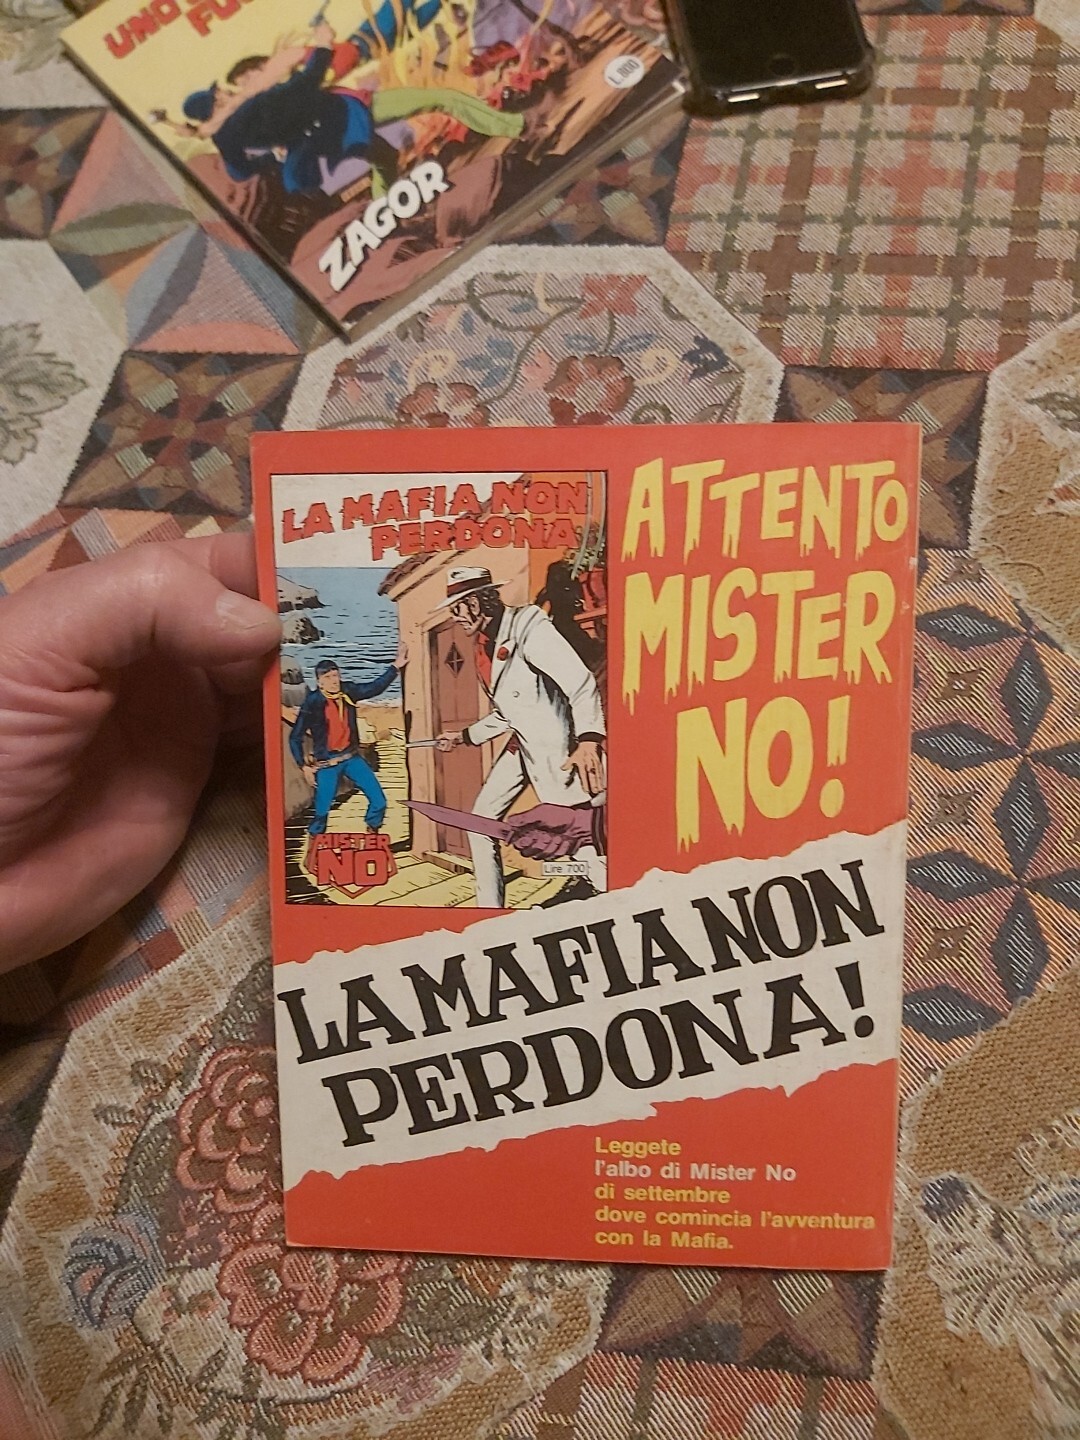 UNO
L. 800
ZAGOR
LA MAFIA NON
PERDONA
MISTER
NO
Lire 700
ATTENTO
MISTER
NO!
LA MAFIA NON
PERDONA!
Leggete
l'albo di Mister No
di settembre
dove comincia l'avventura
con la Mafia.